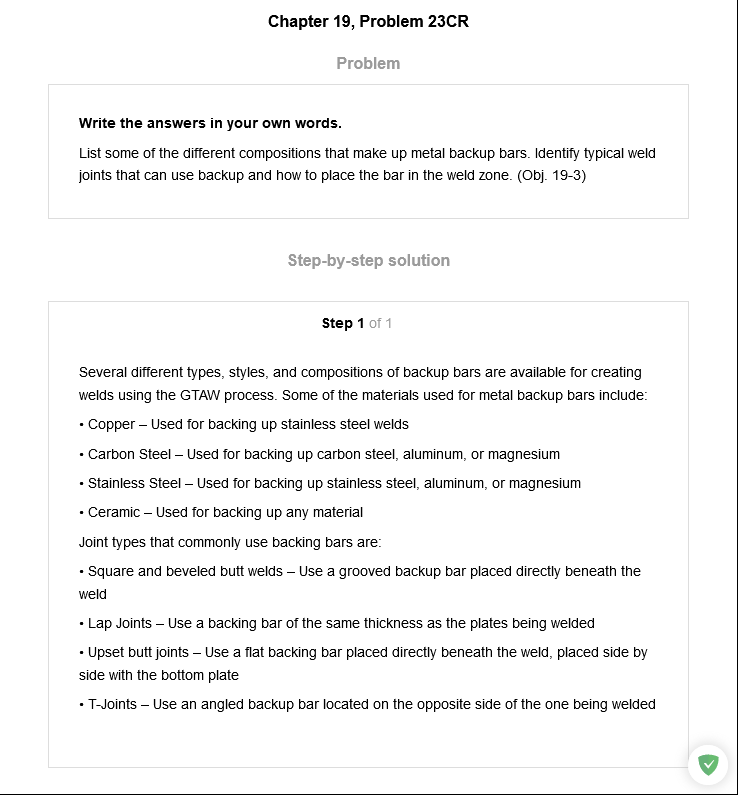 Chapter 19, Problem 23CR
Problem
Write the answers in your own words.
List some of the different compositions that make up metal backup bars. Identify typical weld
joints that can use backup and how to place the bar in the weld zone. (Obj. 19-3)
Step-by-step solution
Step 1 of 1
Several different types, styles, and compositions of backup bars are available for creating
welds using the GTAW process. Some of the materials used for metal backup bars include:
• Copper – Used for backing up stainless steel welds
• Carbon Steel – Used for backing up carbon steel, aluminum, or magnesium
• Stainless Steel – Used for backing up stainless steel, aluminum, or magnesium
• Ceramic – Used for backing up any material
Joint types that commonly use backing bars are:
• Square and beveled butt welds – Use a grooved backup bar placed directly beneath the
weld
• Lap Joints – Use a backing bar of the same thickness as the plates being welded
• Upset butt joints – Use a flat backing bar placed directly beneath the weld, placed side by
side with the bottom plate
• T-Joints – Use an angled backup bar located on the opposite side of the one being welded